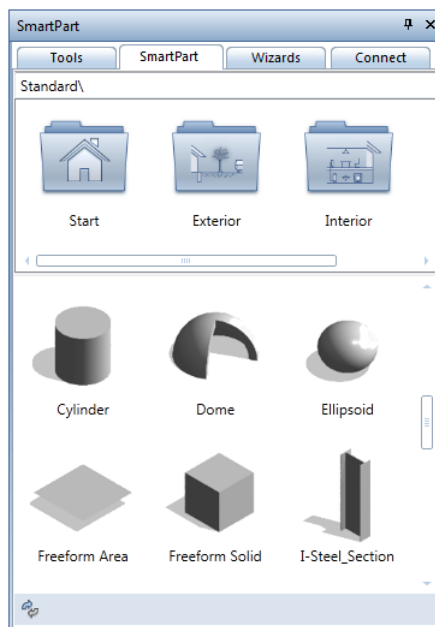 SmartPart
Tools SmartPart Wizards Connect
Standard\
Start Exterior Interior
Cylinder Dome Ellipsoid
Freeform Area Freeform Solid I-Steel_Section